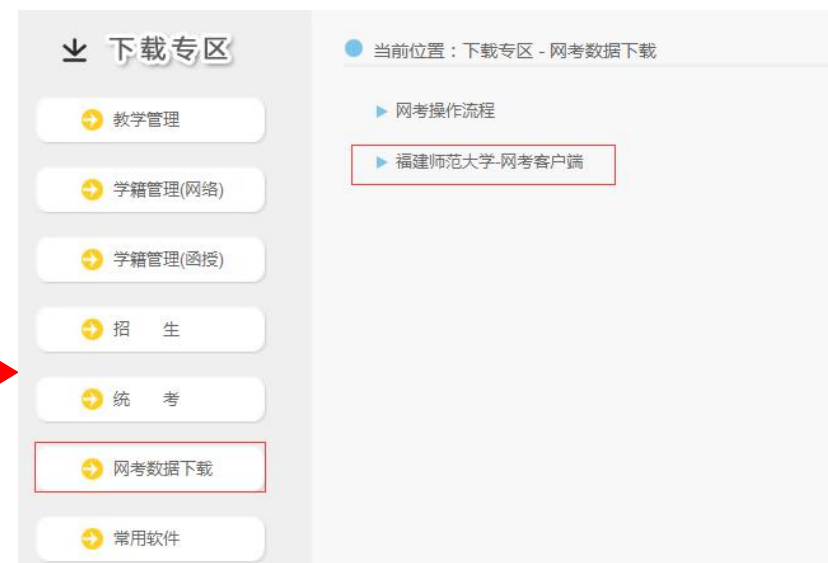 下载专区
教学管理
学籍管理(网络)
学籍管理(函授)
招 生
统 考
网考数据下载
常用软件
当前位置：下载专区 - 网考数据下载
网考操作流程
福建师范大学-网考客户端